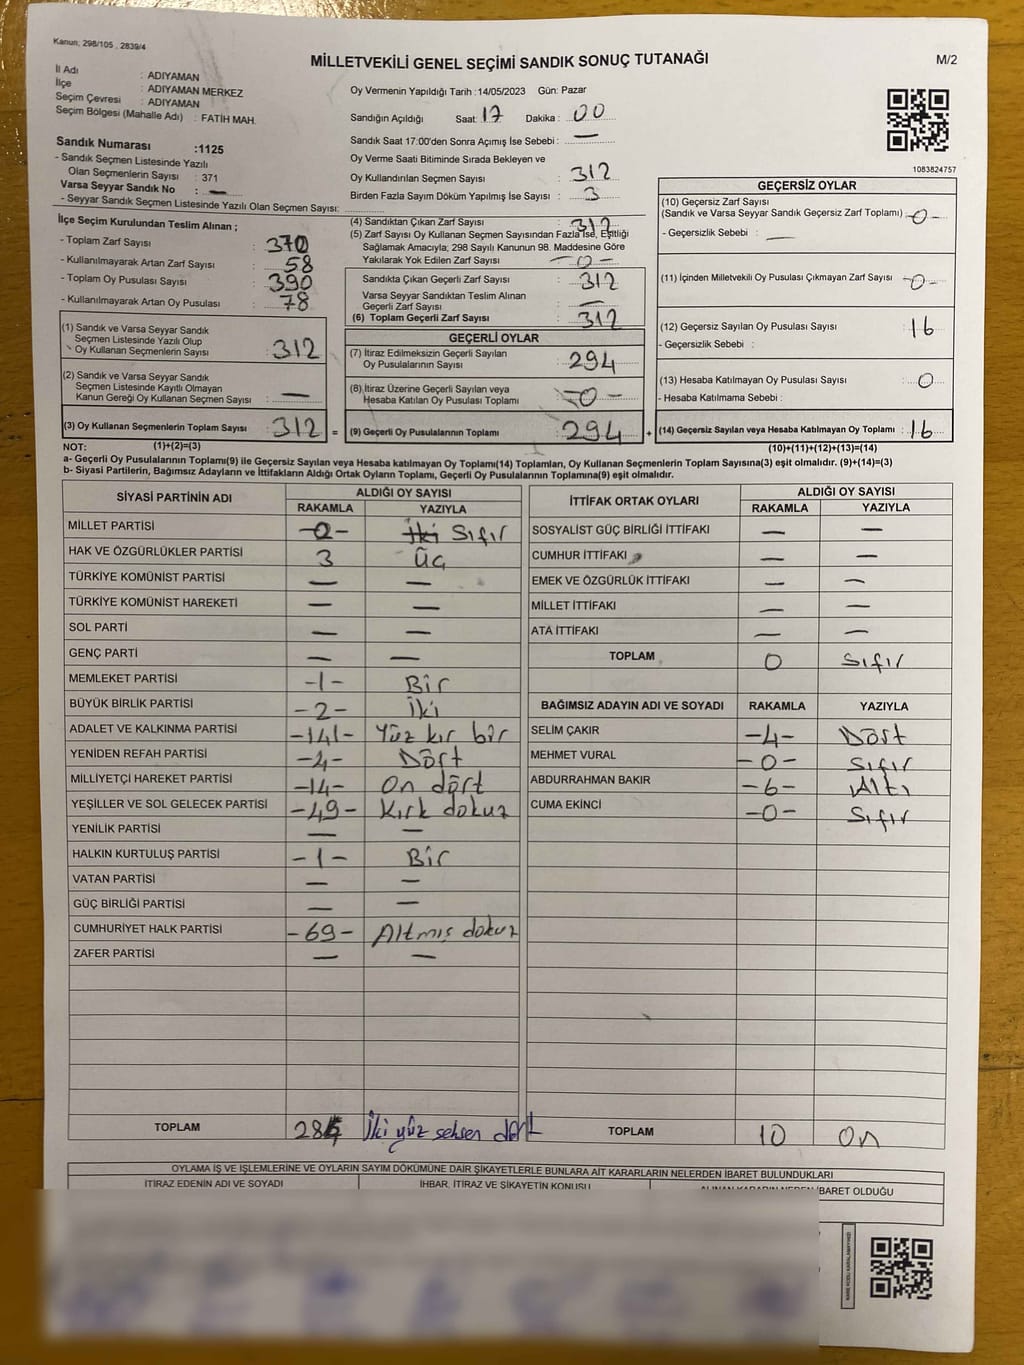 Kanun, 298/105 , 2839/4
MİLLETVEKİLİ GENEL SEÇİMİ SANDIK SONUÇ TUTANAĞI
M/2
İl Adı : ADIYAMAN
İlçe : ADIYAMAN MERKEZ
Seçim Çevresi : ADIYAMAN
Seçim Bölgesi (Mahalle Adı) : FATİH MAH.
Sandık Numarası :1125
- Sandık Seçmen Listesinde Yazılı
Olan Seçmenlerin Sayısı : 371
Varsa Seyyar Sandık No : —
- Seyyar Sandık Seçmen Listesinde Yazılı Olan Seçmen Sayısı:
Oy Vermenin Yapıldığı Tarih :14/05/2023 Gün: Pazar
Sandığın Açıldığı Saat: 17 Dakika : 00
Sandık Saat 17:00'den Sonra Açımış İse Sebebi : —
Oy Verme Saati Bitiminde Sırada Bekleyen ve
Oy Kullandırılan Seçmen Sayısı : 312
Birden Fazla Sayım Döküm Yapılmış İse Sayısı : 3
1083824757
İlçe Seçim Kurulundan Teslim Alınan ;
- Toplam Zarf Sayısı : 370
- Kullanılmayarak Artan Zarf Sayısı : 58
- Toplam Oy Pusulası Sayısı : 390
- Kullanılmayarak Artan Oy Pusulası : 78
(1) Sandık ve Varsa Seyyar Sandık
Seçmen Listesinde Yazılı Olup
Oy Kullanan Seçmenlerin Sayısı : 312
(2) Sandık ve Varsa Seyyar Sandık
Seçmen Listesinde Kayıtlı Olmayan
Kanun Gereği Oy Kullanan Seçmen Sayısı : —
(3) Oy Kullanan Seçmenlerin Toplam Sayısı : 312 =
(4) Sandıktan Çıkan Zarf Sayısı : 312
(5) Zarf Sayısı Oy Kullanan Seçmen Sayısından Fazla İse, Eşitliği
Sağlamak Amacıyla; 298 Sayılı Kanunun 98. Maddesine Göre
Yakılarak Yok Edilen Zarf Sayısı : -0-
Sandıkta Çıkan Geçerli Zarf Sayısı : 312
Varsa Seyyar Sandıktan Teslim Alınan
Geçerli Zarf Sayısı : —
(6) Toplam Geçerli Zarf Sayısı : 312
GEÇERLİ OYLAR
(7) İtiraz Edilmeksizin Geçerli Sayılan
Oy Pusulalarının Sayısı : 294
(8) İtiraz Üzerine Geçerli Sayılan veya
Hesaba Katılan Oy Pusulası Toplamı : -0-
(9) Geçerli Oy Pusulalarının Toplamı : 294 +
GEÇERSİZ OYLAR
(10) Geçersiz Zarf Sayısı
(Sandık ve Varsa Seyyar Sandık Geçersiz Zarf Toplamı) : -0-
- Geçersizlik Sebebi : —
(11) İçinden Milletvekili Oy Pusulası Çıkmayan Zarf Sayısı : -0-
(12) Geçersiz Sayılan Oy Pusulası Sayısı : 16
- Geçersizlik Sebebi :
(13) Hesaba Katılmayan Oy Pusulası Sayısı : 0
- Hesaba Katılmama Sebebi :
(14) Geçersiz Sayılan veya Hesaba Katılmayan Oy Toplamı : 16
NOT: (1)+(2)=(3) (10)+(11)+(12)+(13)=(14)
a- Geçerli Oy Pusulalarının Toplamı(9) ile Geçersiz Sayılan veya Hesaba katılmayan Oy Toplamı(14) Toplamları, Oy Kullanan Seçmenlerin Toplam Sayısına(3) eşit olmalıdır. (9)+(14)=(3)
b- Siyasi Partilerin, Bağımsız Adayların ve İttifakların Aldığı Ortak Oyların Toplamı, Geçerli Oy Pusulalarının Toplamına(9) eşit olmalıdır.
SİYASİ PARTİNİN ADI ALDIĞI OY SAYISI
RAKAMLA YAZIYLA
MİLLET PARTİSİ -0- İki Sıfır
HAK VE ÖZGÜRLÜKLER PARTİSİ 3 Üç
TÜRKİYE KOMÜNİST PARTİSİ — —
TÜRKİYE KOMÜNİST HAREKETİ — —
SOL PARTİ — —
GENÇ PARTİ — —
MEMLEKET PARTİSİ -1- Bir
BÜYÜK BİRLİK PARTİSİ -2- İki
ADALET VE KALKINMA PARTİSİ -141- Yüz kır bir
YENİDEN REFAH PARTİSİ -4- Dört
MİLLİYETÇİ HAREKET PARTİSİ -14- On dört
YEŞİLLER VE SOL GELECEK PARTİSİ -49- Kırk dokuz
YENİLİK PARTİSİ — —
HALKIN KURTULUŞ PARTİSİ -1- Bir
VATAN PARTİSİ — —
GÜÇ BİRLİĞİ PARTİSİ — —
CUMHURİYET HALK PARTİSİ -69- Altmış dokuz
ZAFER PARTİSİ — —
TOPLAM 284 İki yüz seksen dört
İTTİFAK ORTAK OYLARI ALDIĞI OY SAYISI
RAKAMLA YAZIYLA
SOSYALİST GÜÇ BİRLİĞİ İTTİFAKI — —
CUMHUR İTTİFAKI — —
EMEK VE ÖZGÜRLÜK İTTİFAKI — —
MİLLET İTTİFAKI — —
ATA İTTİFAKI — —
TOPLAM 0 Sıfır
BAĞIMSIZ ADAYIN ADI VE SOYADI RAKAMLA YAZIYLA
SELİM ÇAKIR -4- Dört
MEHMET VURAL -0- Sıfır
ABDURRAHMAN BAKIR -6- Altı
CUMA EKİNCİ -0- Sıfır
TOPLAM 10 On
OYLAMA İŞ VE İŞLEMLERİNE VE OYLARIN SAYIM DÖKÜMÜNE DAİR ŞİKAYETLERLE BUNLARA AİT KARARLARIN NELERDEN İBARET BULUNDUKLARI
İTİRAZ EDENİN ADI VE SOYADI İHBAR, İTİRAZ VE ŞİKAYETİN KONUSU ALINAN KARARIN NEDEN İBARET OLDUĞU
KARE KODU KARALAMAYINIZ!